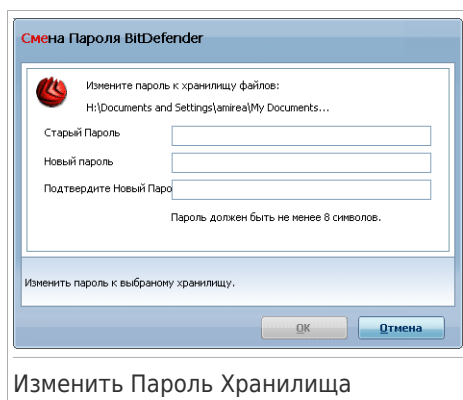 Смена Пароля BitDefender
Измените пароль к хранилищу файлов:
H:\Documents and Settings\amirea\My Documents...
Старый Пароль
Новый пароль
Подтвердите Новый Паро
Пароль должен быть не менее 8 символов.
Изменить пароль к выбраному хранилищу.
OK
Отмена
Изменить Пароль Хранилища